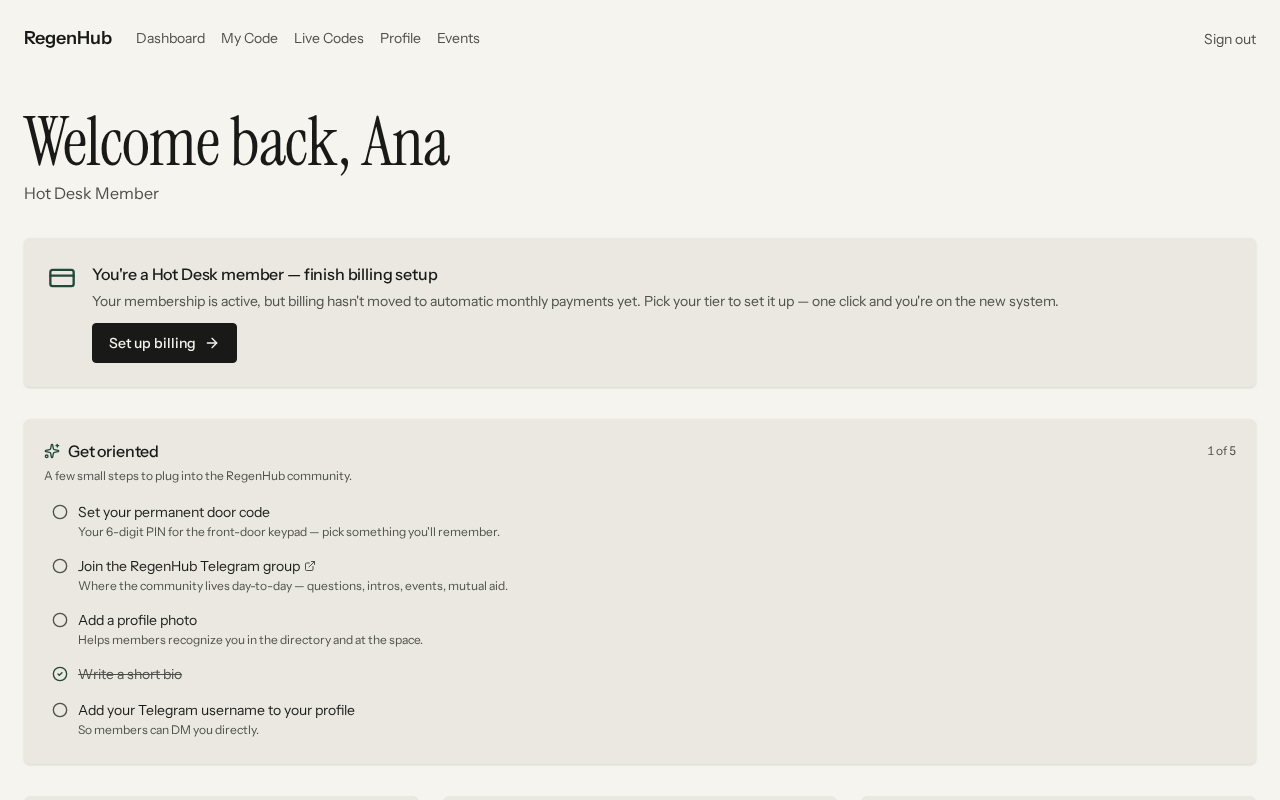 RegenHub Dashboard My Code Live Codes Profile Events Sign out
Welcome back, Ana
Hot Desk Member
You're a Hot Desk member — finish billing setup
Your membership is active, but billing hasn't moved to automatic monthly payments yet. Pick your tier to set it up — one click and you're on the new system.
Set up billing
Get oriented 1 of 5
A few small steps to plug into the RegenHub community.
Set your permanent door code
Your 6-digit PIN for the front-door keypad — pick something you'll remember.
Join the RegenHub Telegram group
Where the community lives day-to-day — questions, intros, events, mutual aid.
Add a profile photo
Helps members recognize you in the directory and at the space.
Write a short bio
Add your Telegram username to your profile
So members can DM you directly.